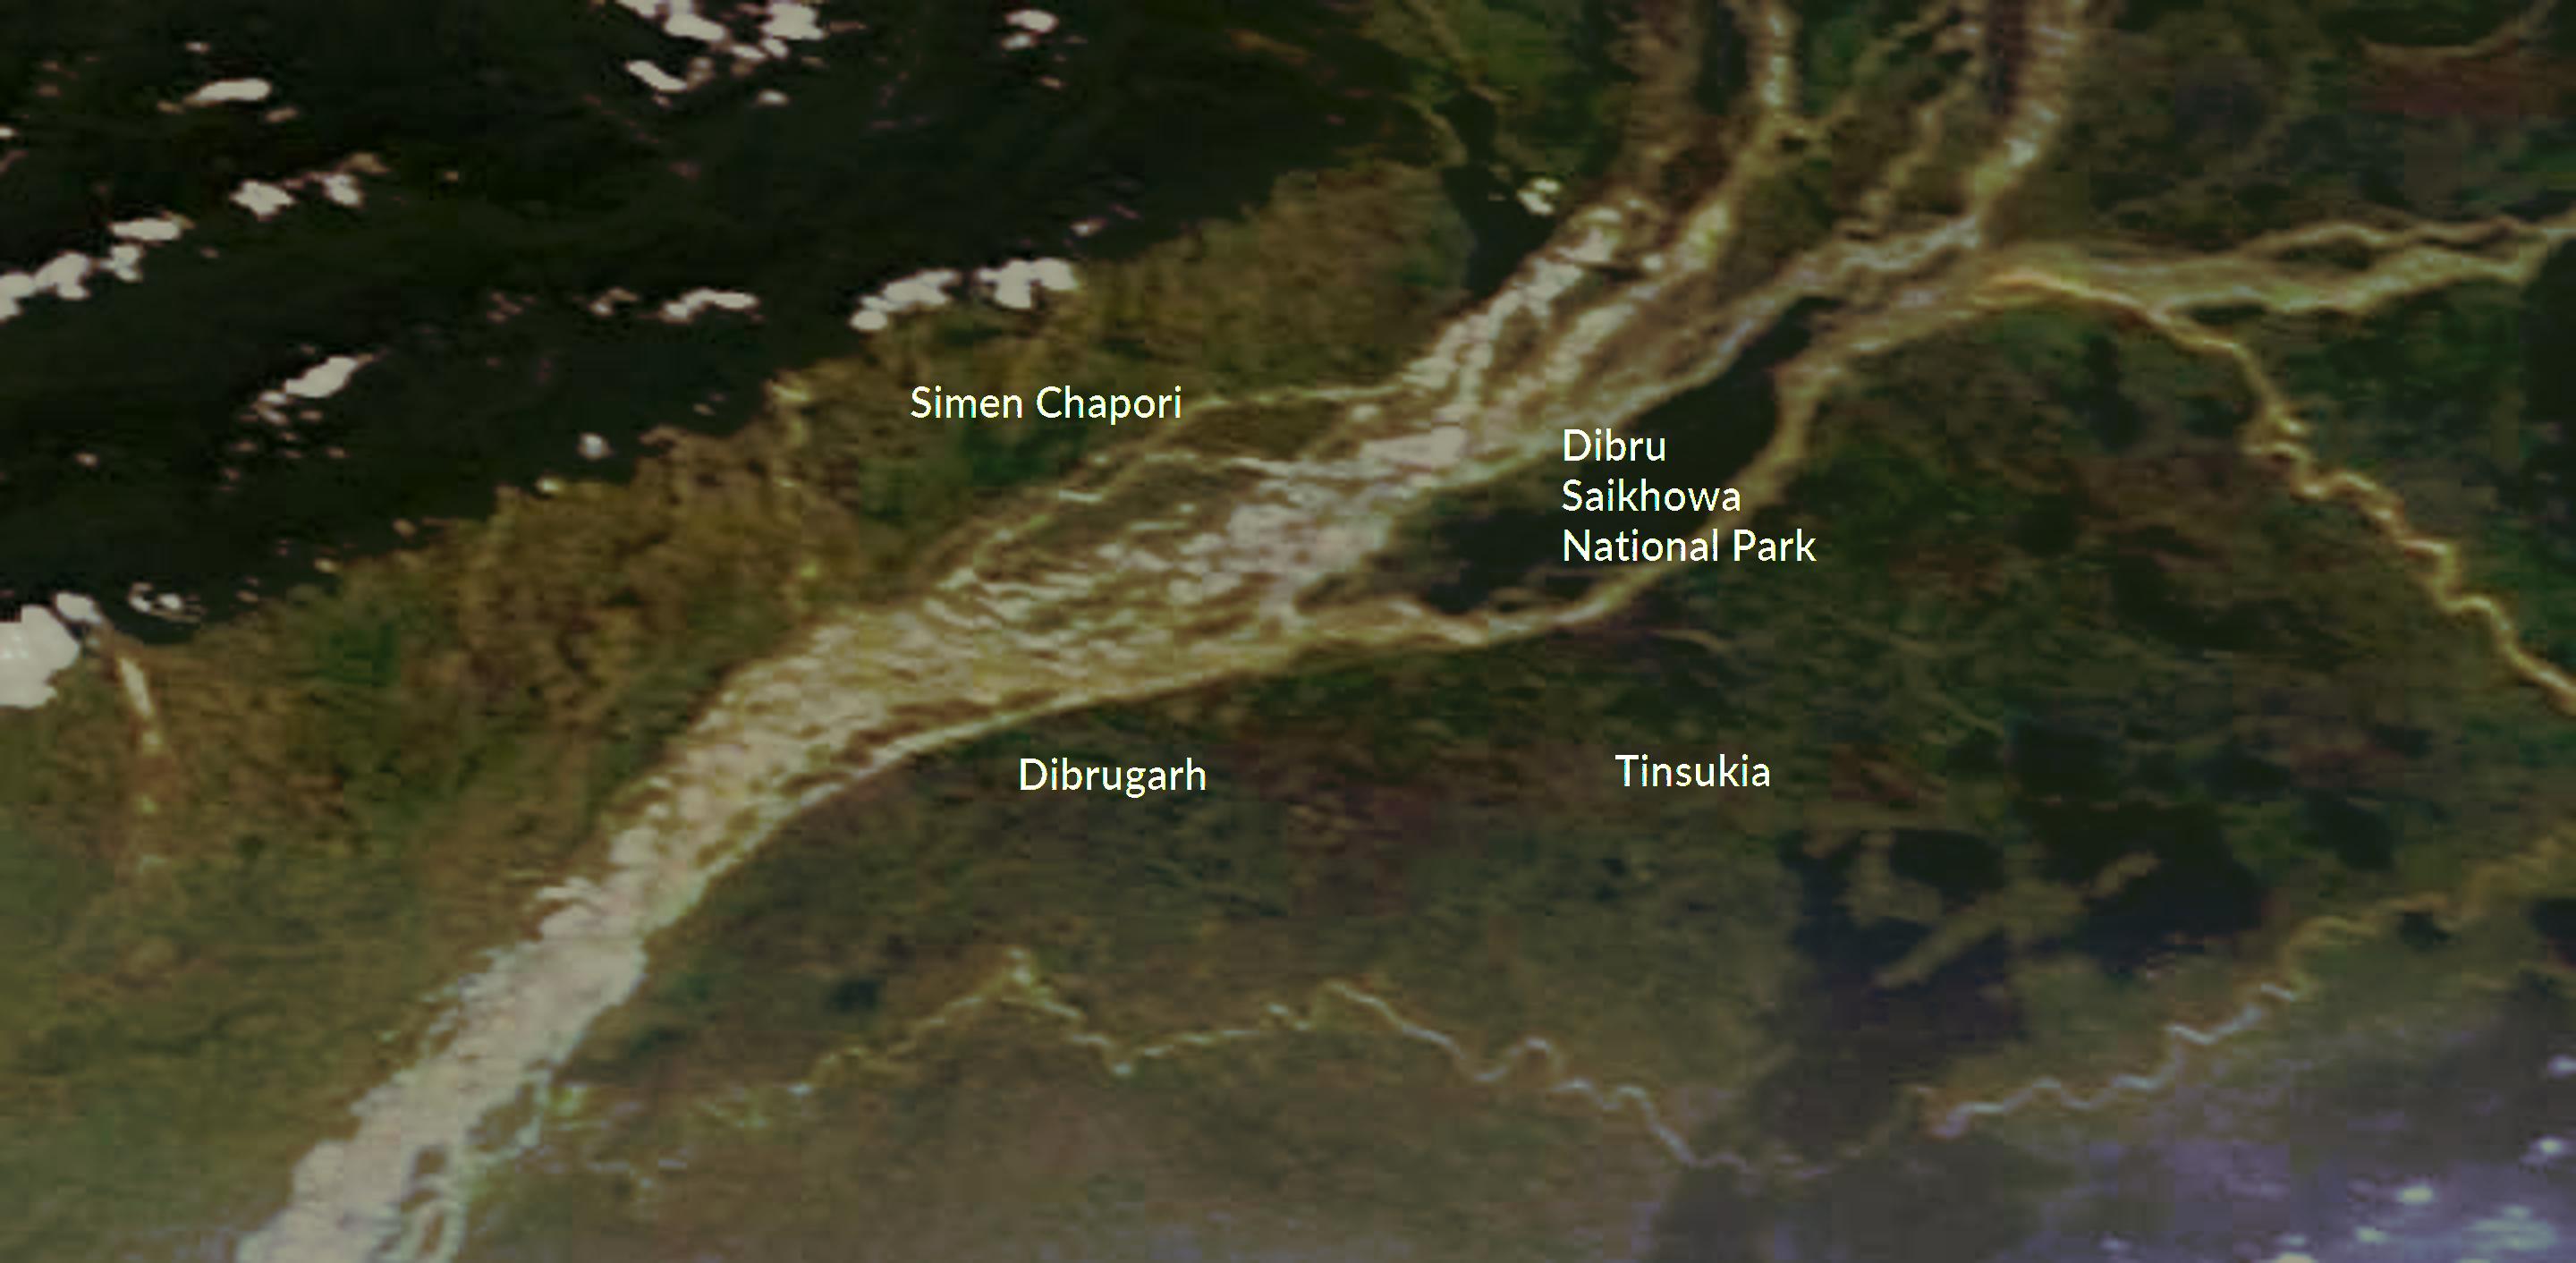 Simen Chapori
Dibru
Saikhowa
National Park
Dibrugarh
Tinsukia